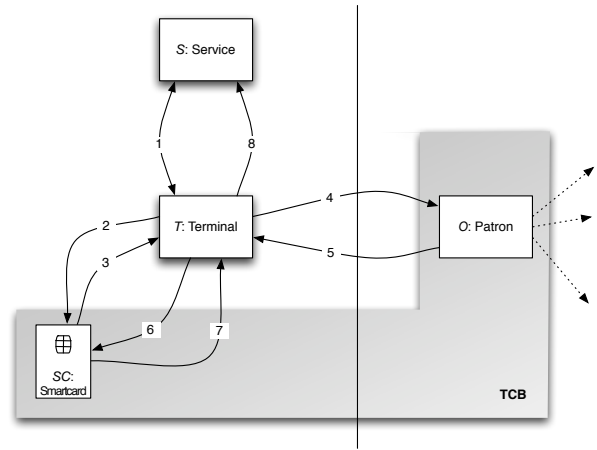 S: Service
1
8
T: Terminal
2
4
O: Patron
3
5
6
7
SC:
Smartcard
TCB